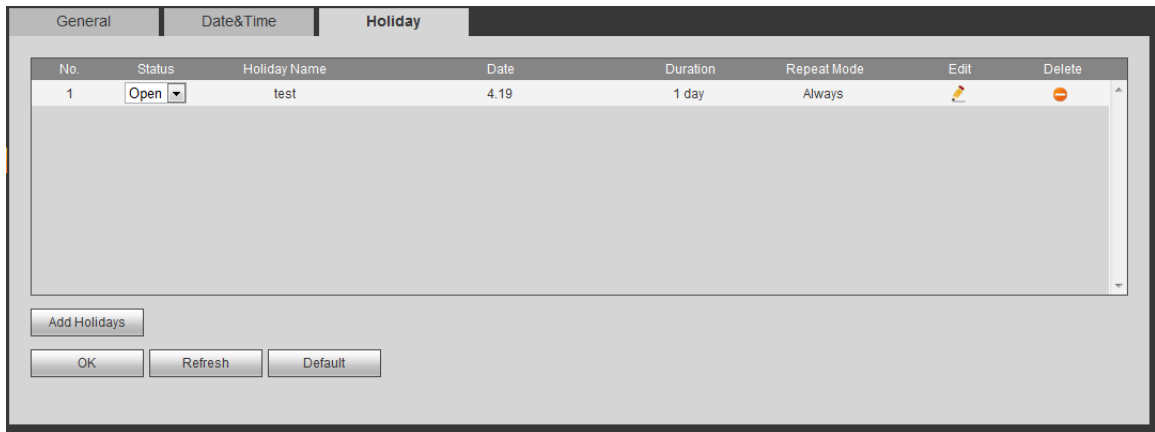 General Date&Time Holiday
No. Status Holiday Name Date Duration Repeat Mode Edit Delete
1 Open test 4.19 1 day Always
Add Holidays
OK Refresh Default